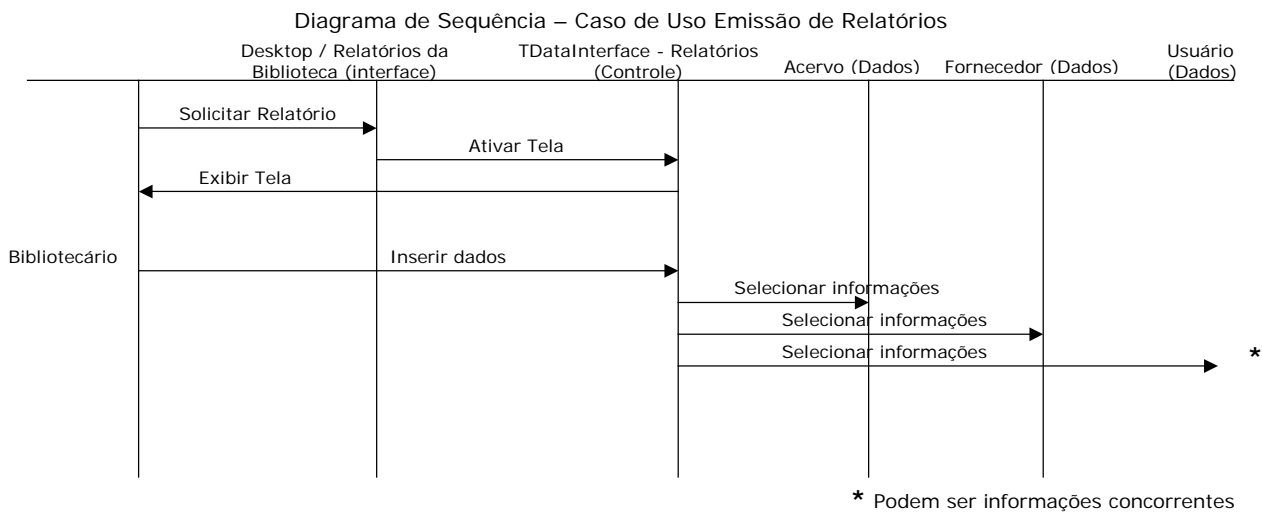 Diagrama de Sequência – Caso de Uso Emissão de Relatórios
Desktop / Relatórios da
Biblioteca (interface)
TDataInterface - Relatórios
(Controle)
Acervo (Dados)
Fornecedor (Dados)
Usuário
(Dados)
Solicitar Relatório
Ativar Tela
Exibir Tela
Bibliotecário
Inserir dados
Selecionar informações
Selecionar informações
Selecionar informações
*
* Podem ser informações concorrentes